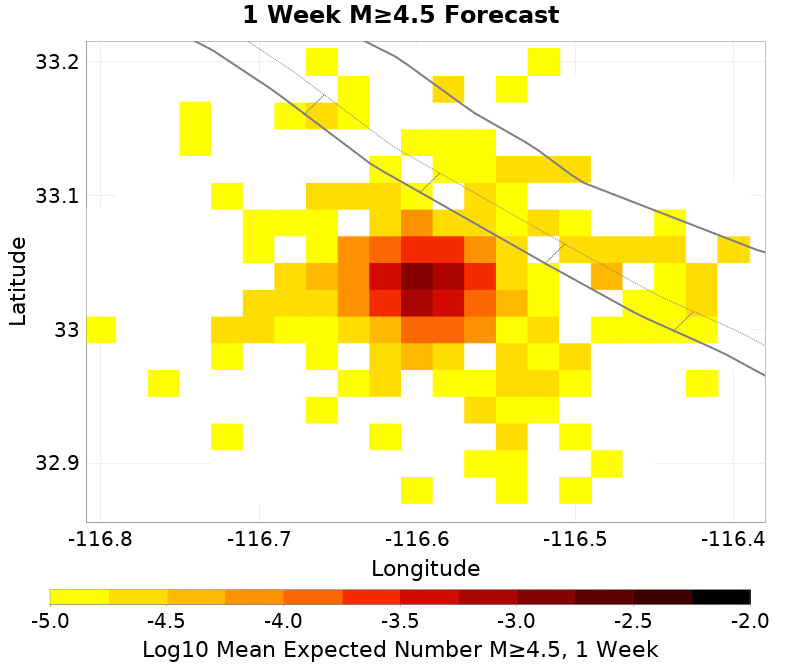 1 Week M≥4.5 Forecast
33.2
33.1
33
32.9
Latitude
-116.8 -116.7 -116.6 -116.5 -116.4
Longitude
-5.0 -4.5 -4.0 -3.5 -3.0 -2.5 -2.0
Log10 Mean Expected Number M≥4.5, 1 Week